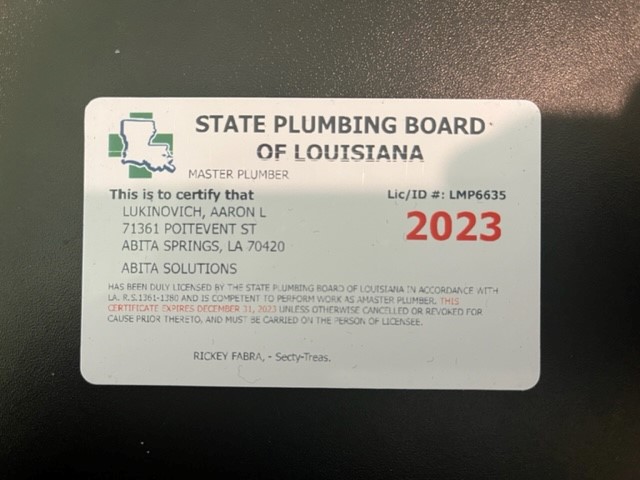 STATE PLUMBING BOARD
OF LOUISIANA
MASTER PLUMBER
This is to certify that
Lic/ID #: LMP6635
LUKINOVICH, AARON L
2023
71361 POITEVENT ST
ABITA SPRINGS, LA 70420
ABITA SOLUTIONS
HAS BEEN DULY LICENSED BY THE STATE PLUMBING BOARD OF LOUISIANA IN ACCORDANCE WITH
LA. R.S.1361-1380 AND IS COMPETENT TO PERFORM WORK AS AMASTER PLUMBER. THIS
CERTIFICATE EXPIRES DECEMBER 31, 2023 UNLESS OTHERWISE CANCELLED OR REVOKED FOR
CAUSE PRIOR THERETO, AND MUST BE CARRIED ON THE PERSON OF LICENSEE.
RICKEY FABRA, - Secty-Treas.